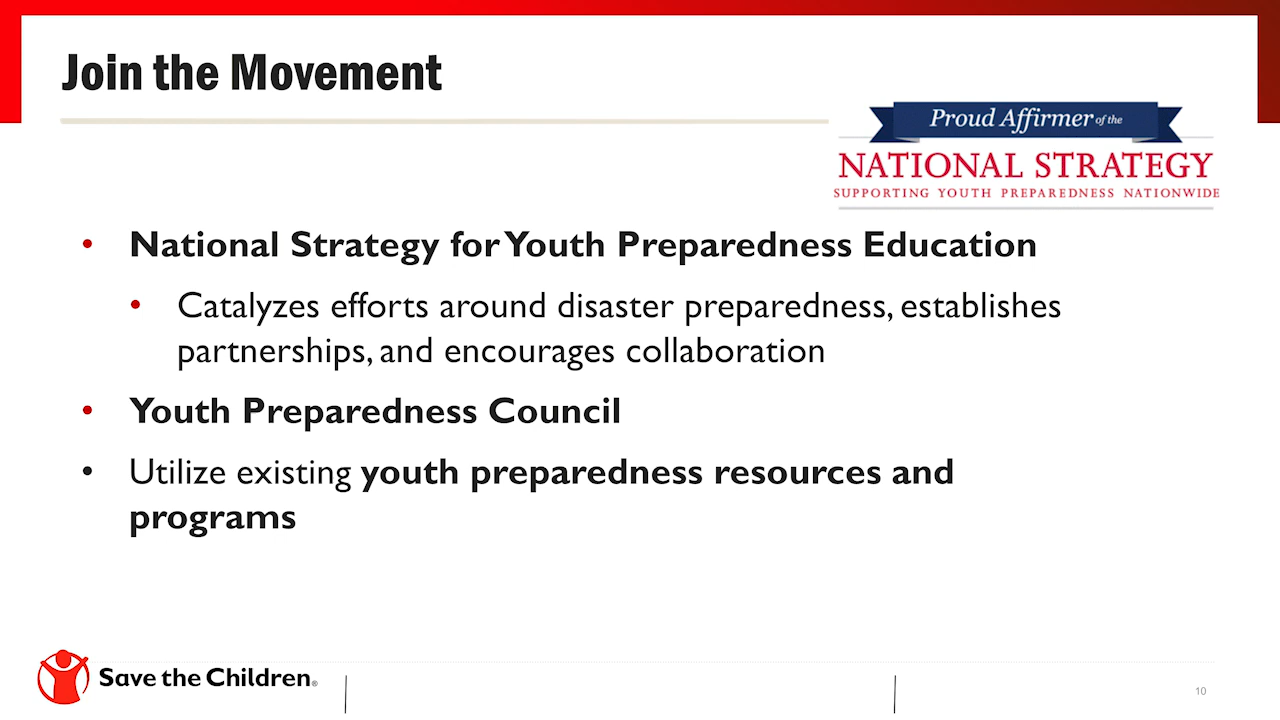 Join the Movement
Proud Affirmer of the
NATIONAL STRATEGY
SUPPORTING YOUTH PREPAREDNESS NATIONWIDE
• National Strategy for Youth Preparedness Education
• Catalyzes efforts around disaster preparedness, establishes
partnerships, and encourages collaboration
• Youth Preparedness Council
• Utilize existing youth preparedness resources and
programs
Save the Children®
10